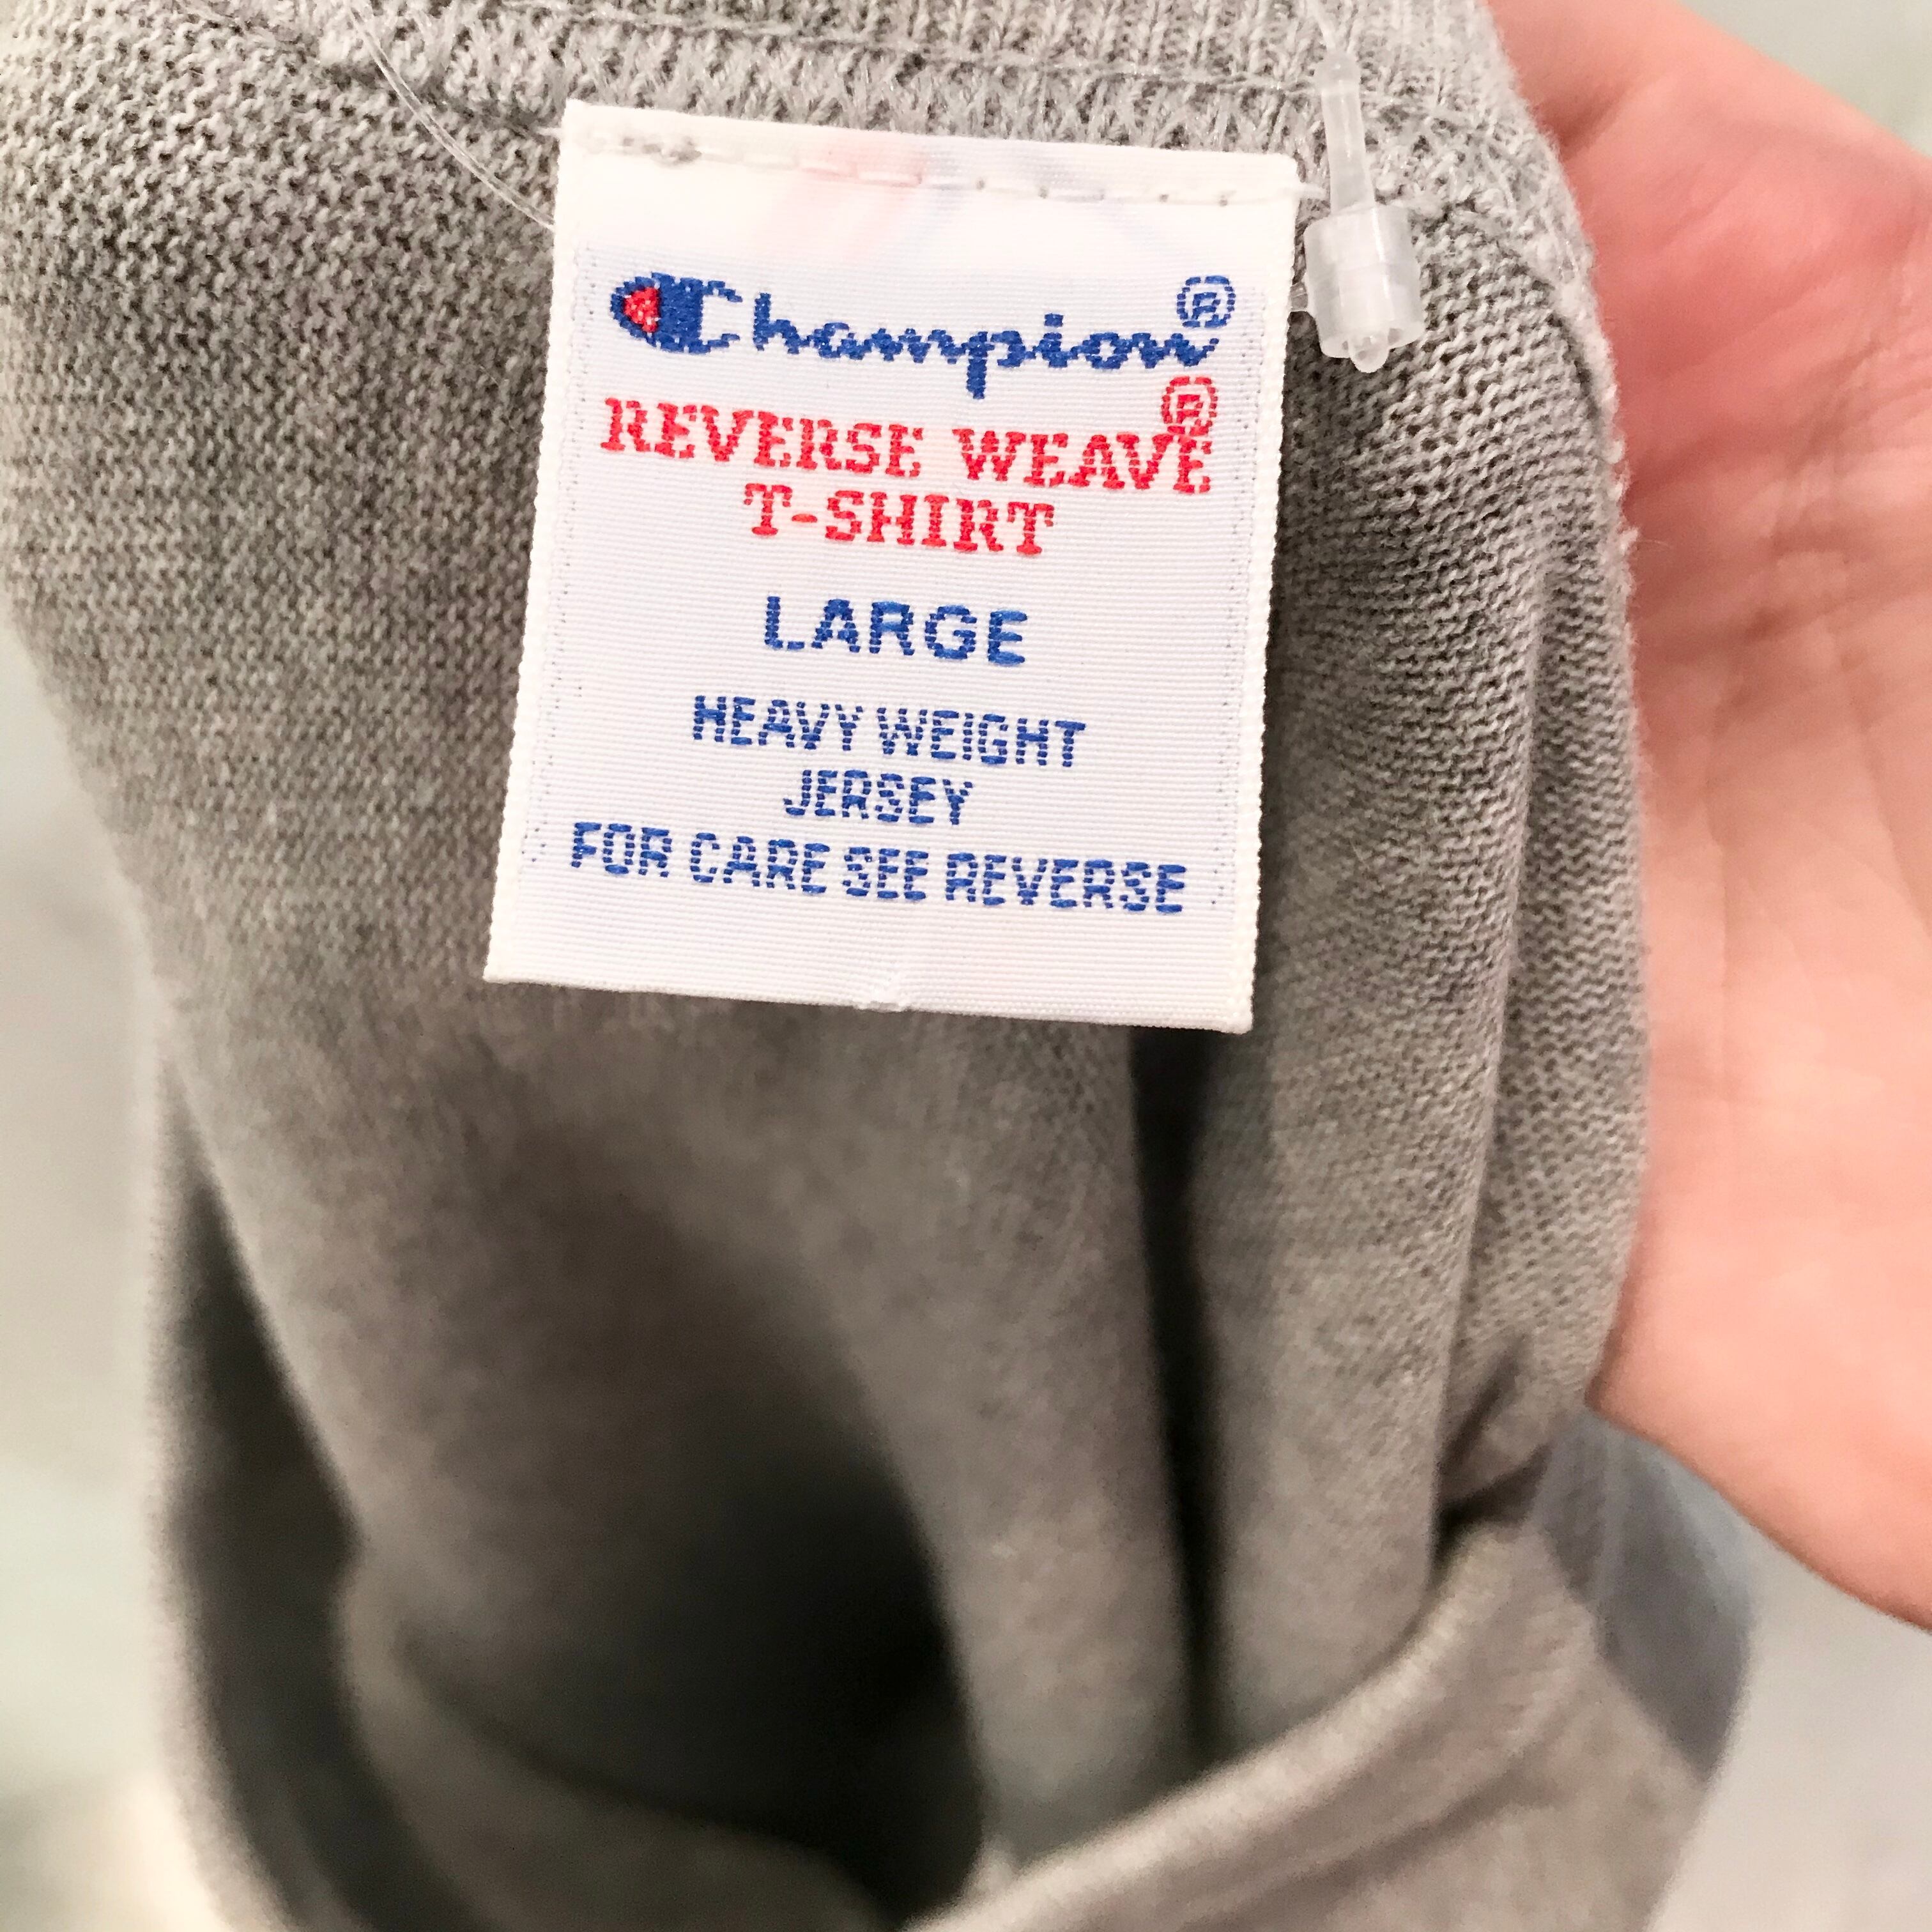 Champion®
REVERSE WEAVE®
T-SHIRT
LARGE
HEAVY WEIGHT
JERSEY
FOR CARE SEE REVERSE